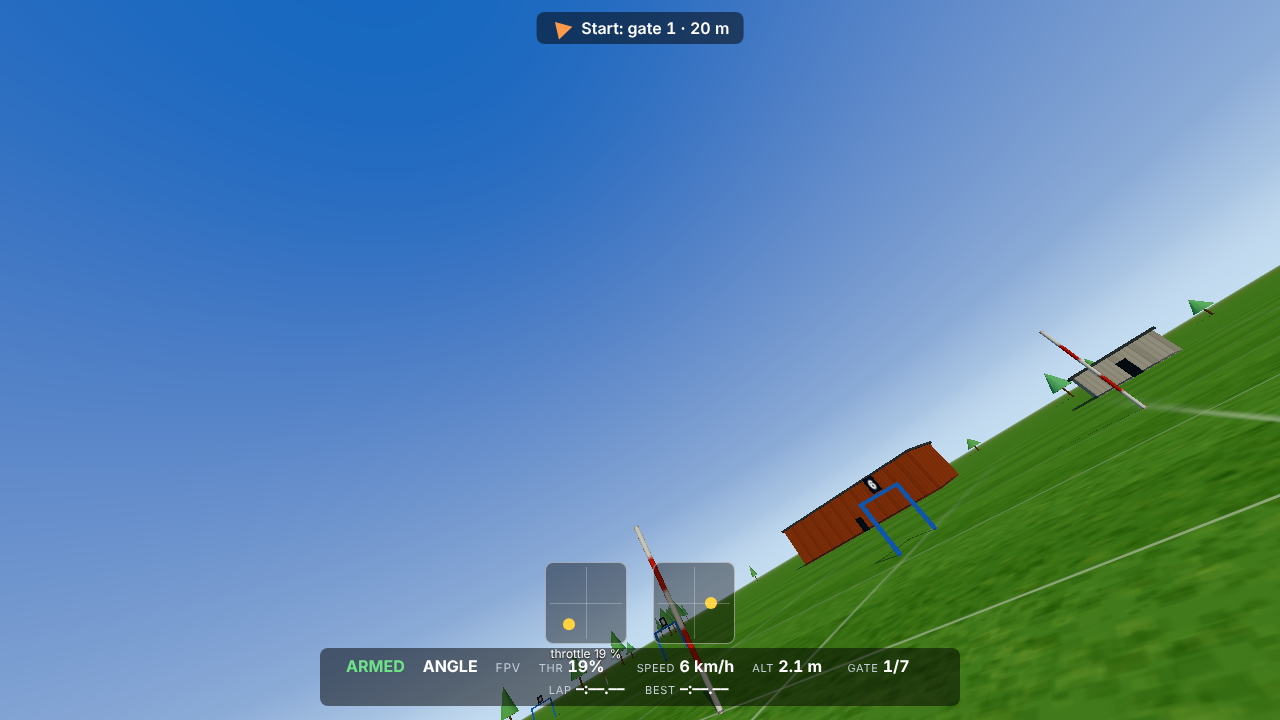 Start: gate 1 · 20 m
6
throttle 19 %
ARMED ANGLE FPV THR 19% SPEED 6 km/h ALT 2.1 m GATE 1/7
LAP –:––.–– BEST –:––.––